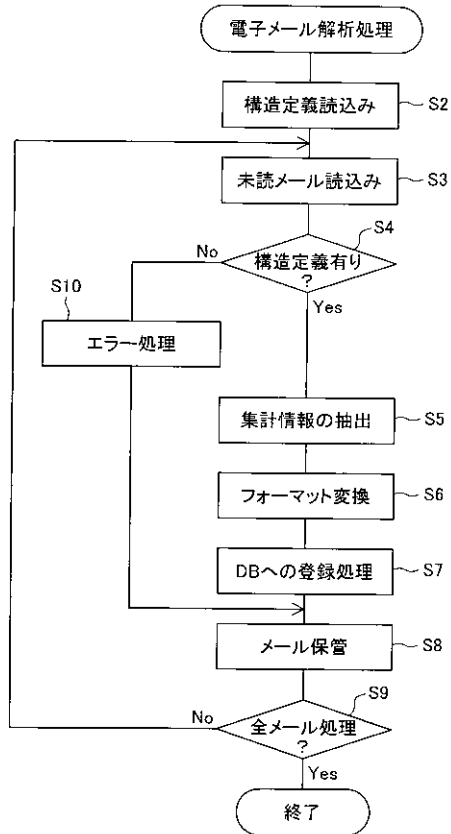 電子メール解析処理
構造定義読込み
S2
未読メール読込み
S3
S4
構造定義有り
?
No
Yes
S10
エラー処理
集計情報の抽出
S5
フォーマット変換
S6
DBへの登録処理
S7
メール保管
S8
S9
全メール処理
?
No
Yes
終了